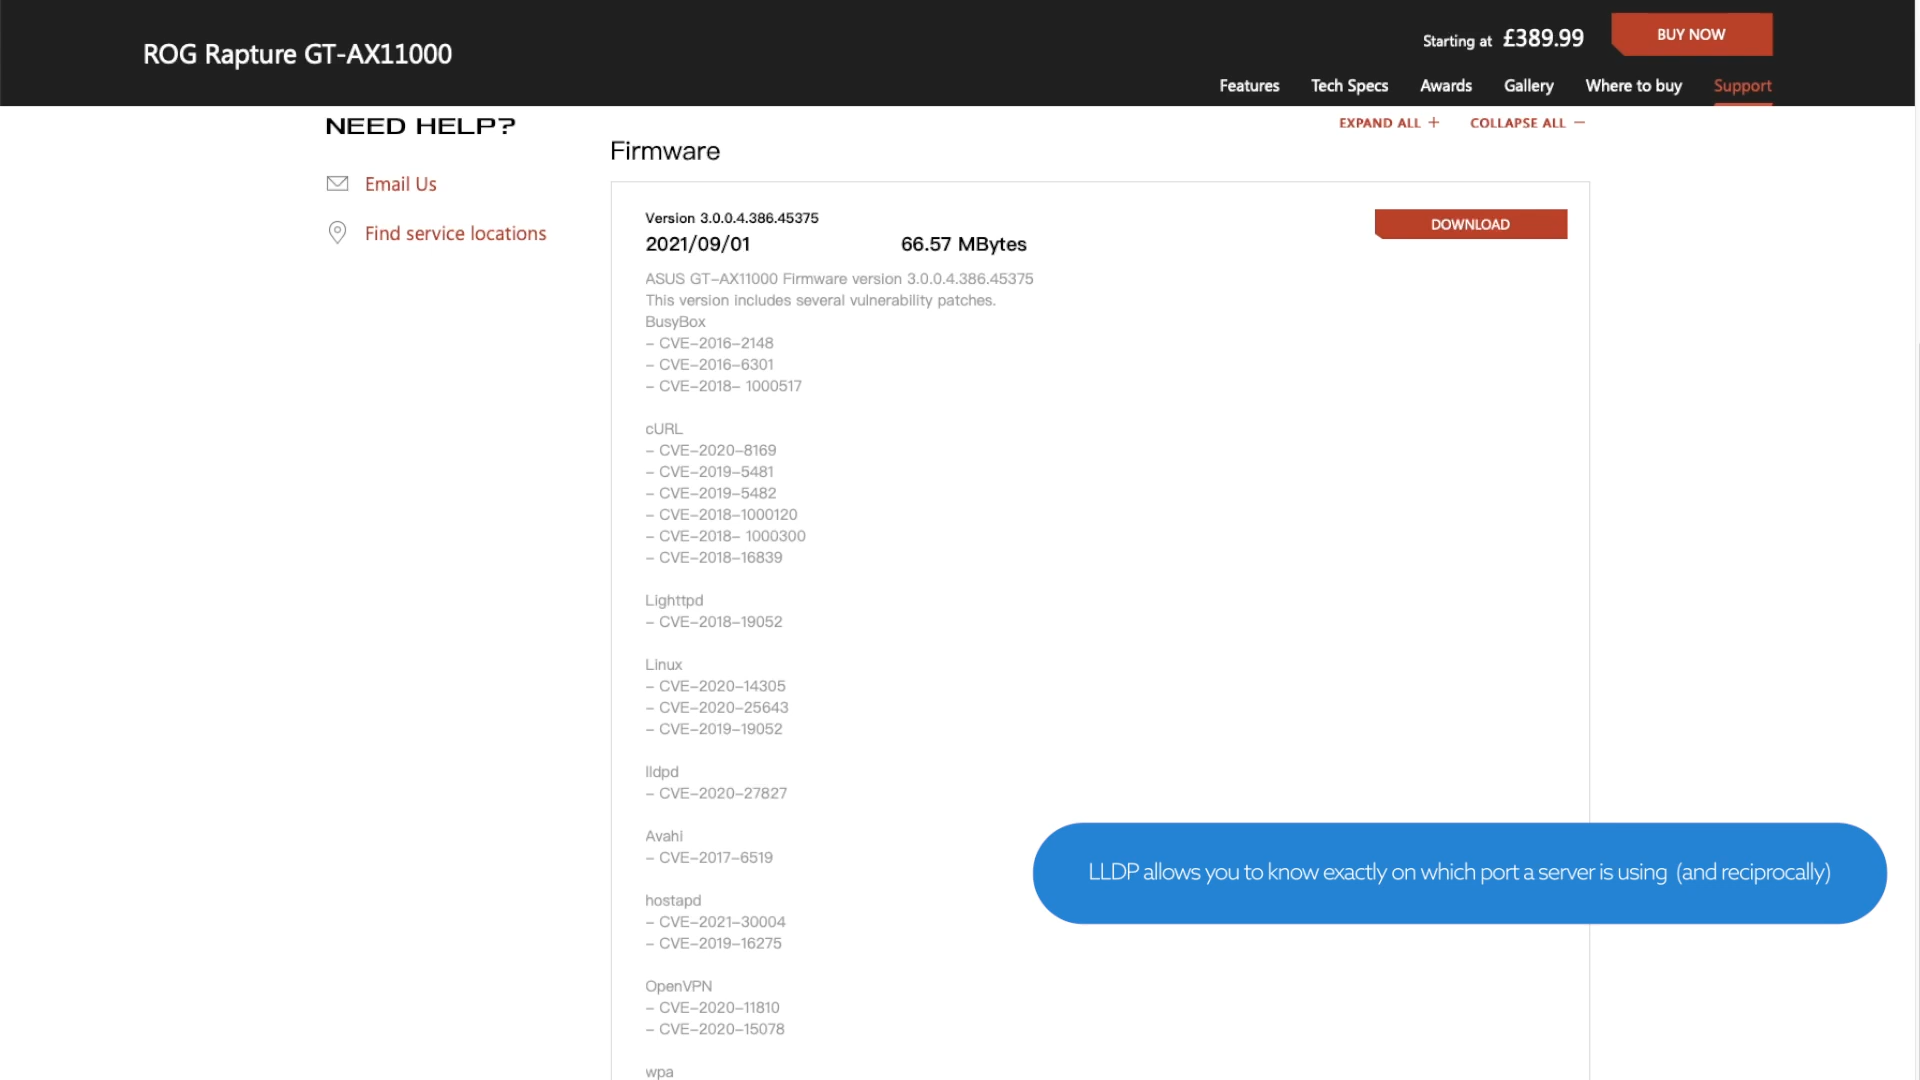 ROG Rapture GT-AX11000
Starting at £389.99
BUY NOW
Features Tech Specs Awards Gallery Where to buy Support
NEED HELP?
Email Us
Find service locations
EXPAND ALL + COLLAPSE ALL −
Firmware
Version 3.0.0.4.386.45375
2021/09/01 66.57 MBytes
DOWNLOAD
ASUS GT-AX11000 Firmware version 3.0.0.4.386.45375
This version includes several vulnerability patches.
BusyBox
- CVE-2016-2148
- CVE-2016-6301
- CVE-2018- 1000517
cURL
- CVE-2020-8169
- CVE-2019-5481
- CVE-2019-5482
- CVE-2018-1000120
- CVE-2018- 1000300
- CVE-2018-16839
Lighttpd
- CVE-2018-19052
Linux
- CVE-2020-14305
- CVE-2020-25643
- CVE-2019-19052
lldpd
- CVE-2020-27827
Avahi
- CVE-2017-6519
hostapd
- CVE-2021-30004
- CVE-2019-16275
OpenVPN
- CVE-2020-11810
- CVE-2020-15078
wpa
LLDP allows you to know exactly on which port a server is using (and reciprocally)